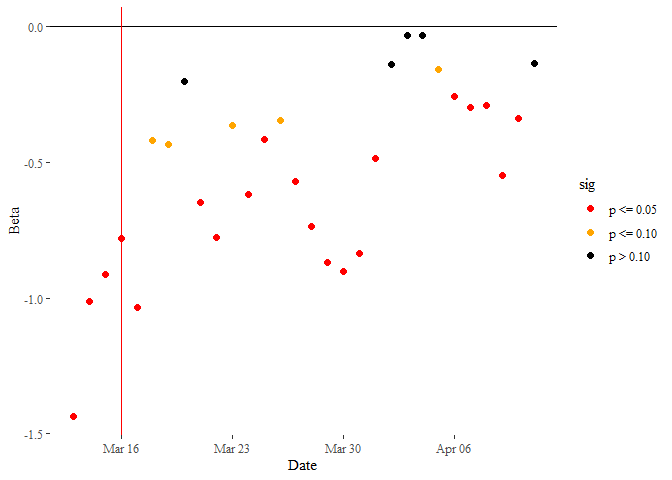 0.0
-0.5
-1.0
-1.5
Beta
Mar 16
Mar 23
Mar 30
Apr 06
Date
sig
p <= 0.05
p <= 0.10
p > 0.10